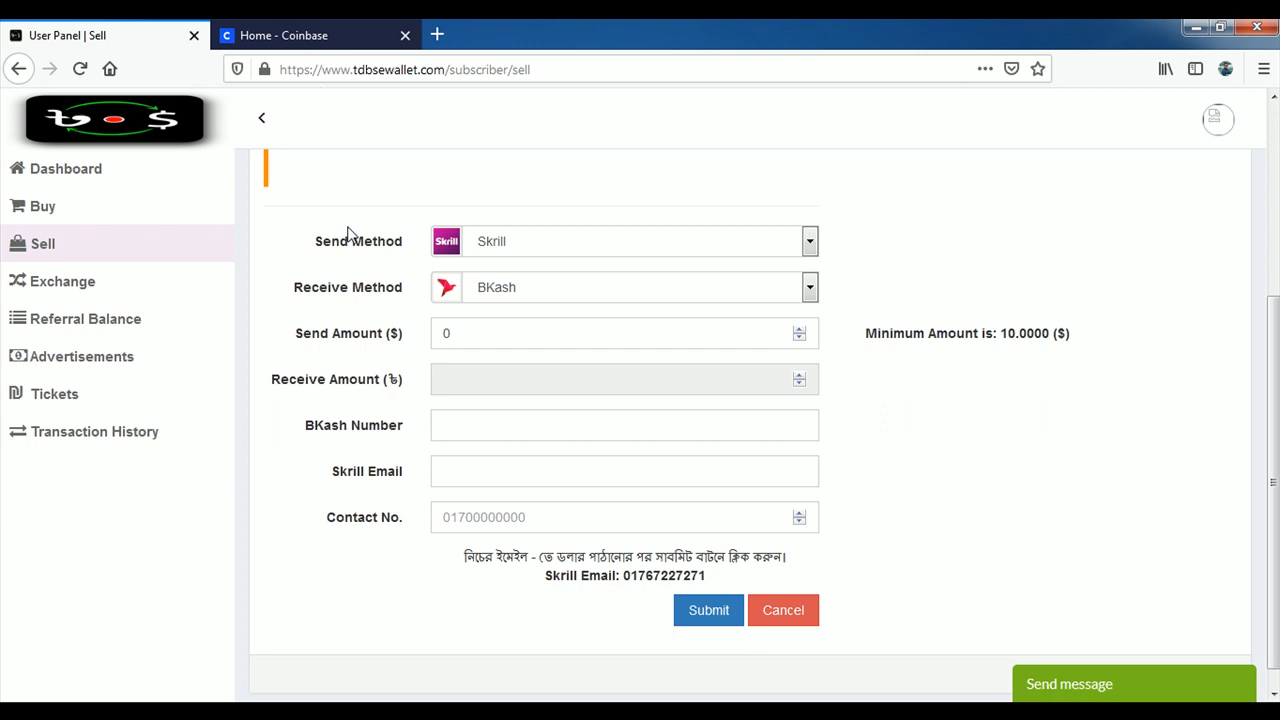 User Panel | Sell
Home - Coinbase
https://www.tdbsewallet.com/subscriber/sell
৳ $
Dashboard
Buy
Sell
Exchange
Referral Balance
Advertisements
Tickets
Transaction History
Send Method
Skrill Skrill
Receive Method
BKash
Send Amount ($)
0
Minimum Amount is: 10.0000 ($)
Receive Amount (৳)
BKash Number
Skrill Email
Contact No.
01700000000
নিচের ইমেইল - তে ডলার পাঠানোর পর সাবমিট বাটনে ক্লিক করুন।
Skrill Email: 01767227271
Submit Cancel
Send message